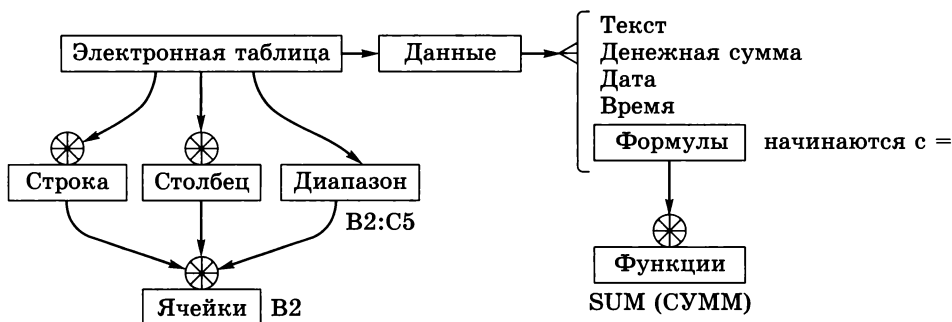 Электронная таблица
Данные
Текст
Денежная сумма
Дата
Время
Формулы
начинаются с =
Строка
Столбец
Диапазон
B2:C5
Ячейки
B2
Функции
SUM (СУММ)